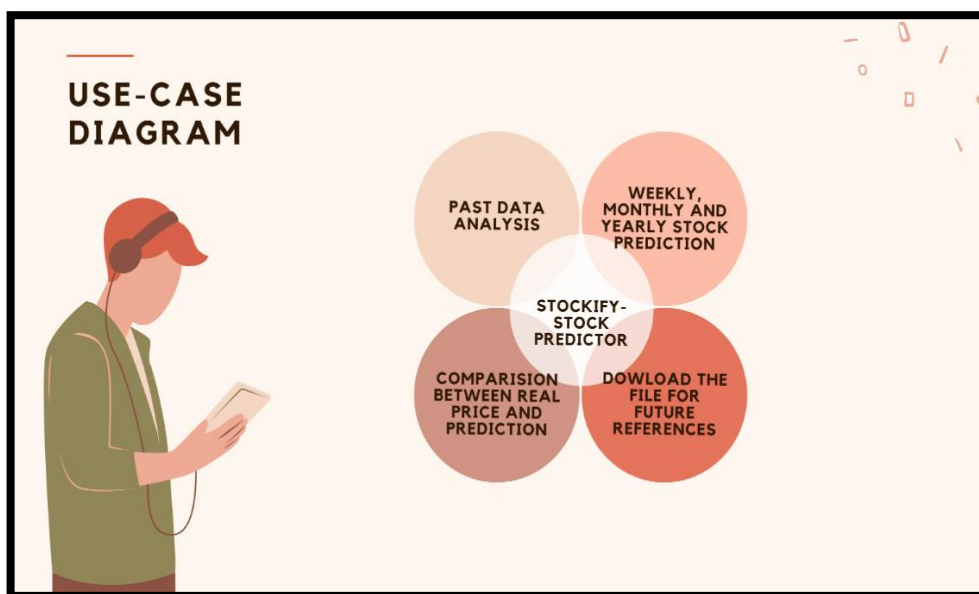 USE-CASE
DIAGRAM
PAST DATA
ANALYSIS
WEEKLY,
MONTHLY AND
YEARLY STOCK
PREDICTION
STOCKIFY-
STOCK
PREDICTOR
COMPARISION
BETWEEN REAL
PRICE AND
PREDICTION
DOWLOAD THE
FILE FOR
FUTURE
REFERENCES